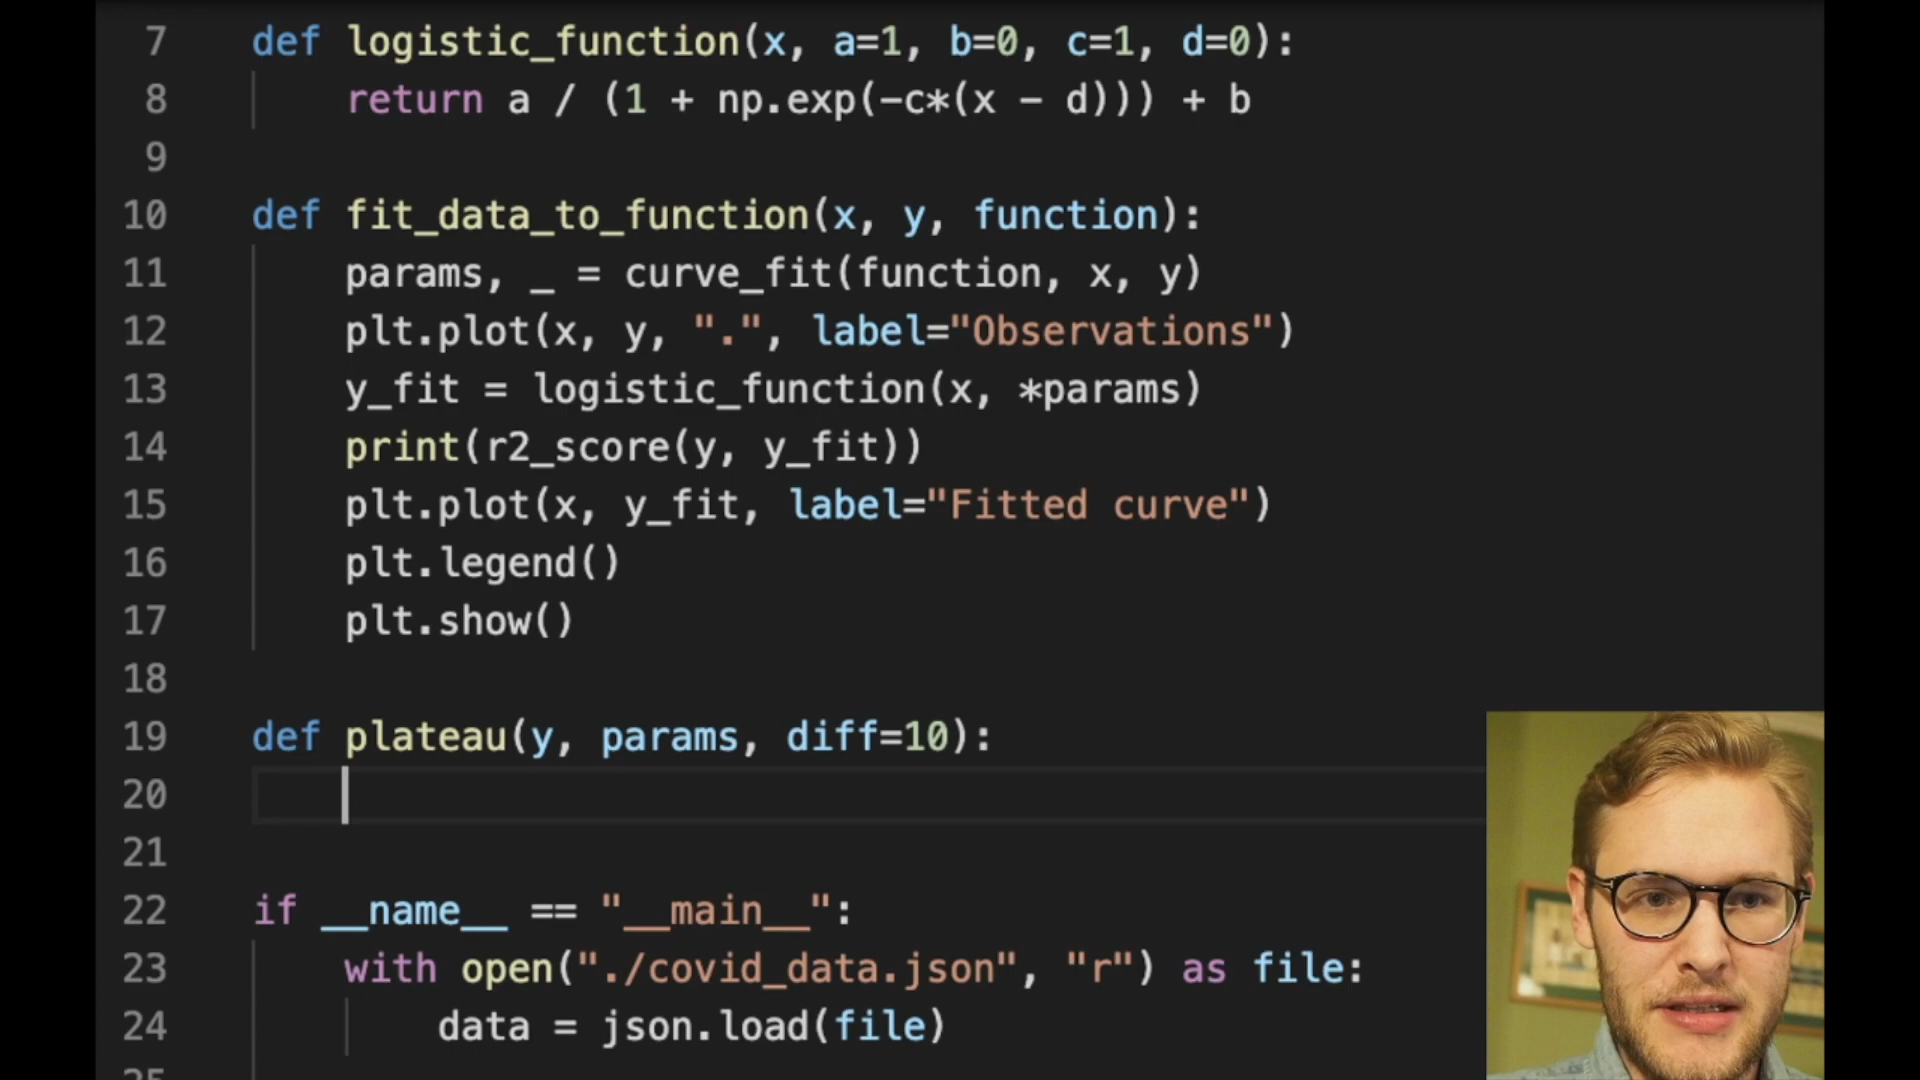 7 def logistic_function(x, a=1, b=0, c=1, d=0):
8 return a / (1 + np.exp(-c*(x - d))) + b
9
10 def fit_data_to_function(x, y, function):
11 params, _ = curve_fit(function, x, y)
12 plt.plot(x, y, ".", label="Observations")
13 y_fit = logistic_function(x, *params)
14 print(r2_score(y, y_fit))
15 plt.plot(x, y_fit, label="Fitted curve")
16 plt.legend()
17 plt.show()
18
19 def plateau(y, params, diff=10):
20
21
22 if __name__ == "__main__":
23 with open("./covid_data.json", "r") as file:
24 data = json.load(file)
25